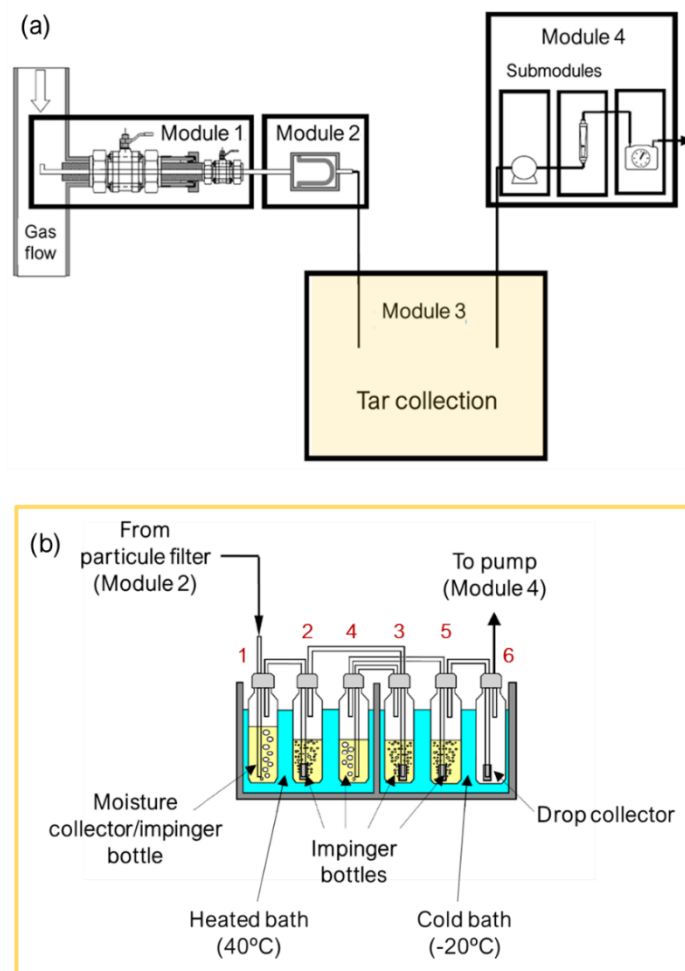 (a)
Module 4
Submodules
Module 1
Module 2
Gas
flow
Module 3
Tar collection
(b)
From
particule filter
(Module 2)
To pump
(Module 4)
1
2
4
3
5
6
Moisture
collector/impinger
bottle
Impinger
bottles
Drop collector
Heated bath
(40ºC)
Cold bath
(-20ºC)